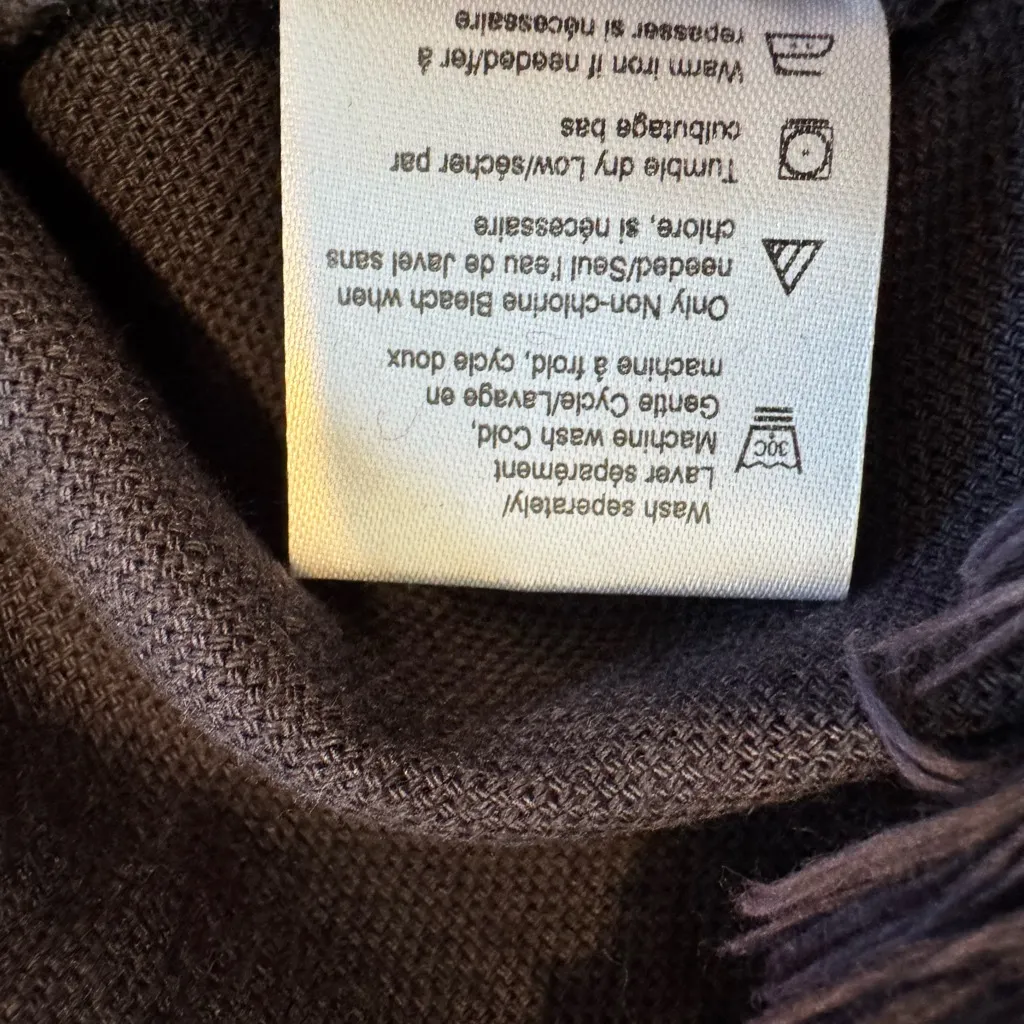 Wash seperately/
Laver séparément
30C
Machine wash Cold,
Gentle Cycle/Lavage en
machine à froid, cycle doux
Only Non-chlorine Bleach when
needed/Seul l'eau de Javel sans
chlore, si nécessaire
Tumble dry Low/sécher par
culbutage bas
Warm iron if needed/fer à
repasser si nécessaire